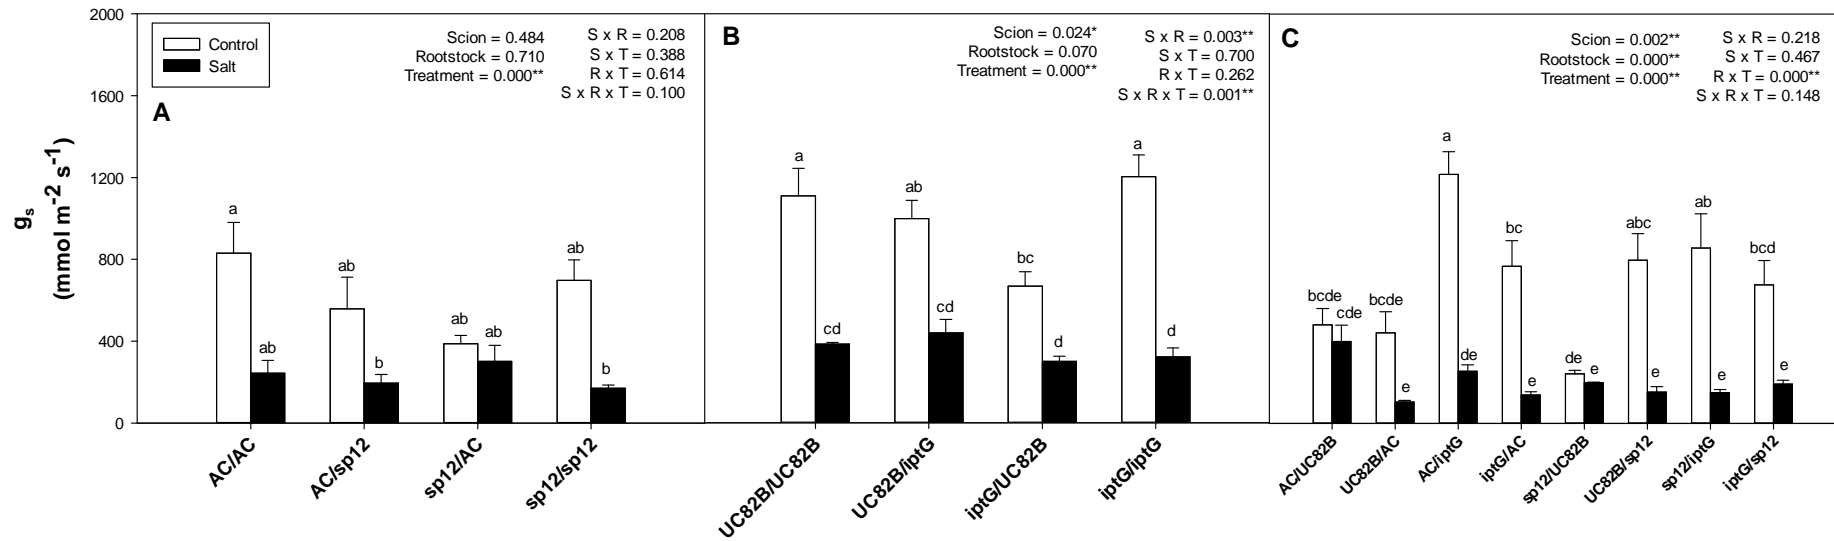 2000
1600
1200
800
400
0
gs
(mmol m-2 s-1)
Control
Salt
A
Scion = 0.484
Rootstock = 0.710
Treatment = 0.000**
S x R = 0.208
S x T = 0.388
R x T = 0.614
S x R x T = 0.100
a
ab
ab
b
ab
ab
ab
b
AC/AC
AC/sp12
sp12/AC
sp12/sp12
B
Scion = 0.024*
Rootstock = 0.070
Treatment = 0.000**
S x R = 0.003**
S x T = 0.700
R x T = 0.262
S x R x T = 0.001**
a
cd
ab
cd
bc
d
a
d
UC82B/UC82B
UC82B/iptG
iptG/UC82B
iptG/iptG
C
Scion = 0.002**
Rootstock = 0.000**
Treatment = 0.000**
S x R = 0.218
S x T = 0.467
R x T = 0.000**
S x R x T = 0.148
bcde
cde
bcde
e
a
de
bc
e
de
e
abc
e
ab
e
bcd
e
AC/UC82B
UC82B/AC
AC/iptG
iptG/AC
sp12/UC82B
UC82B/sp12
sp12/iptG
iptG/sp12